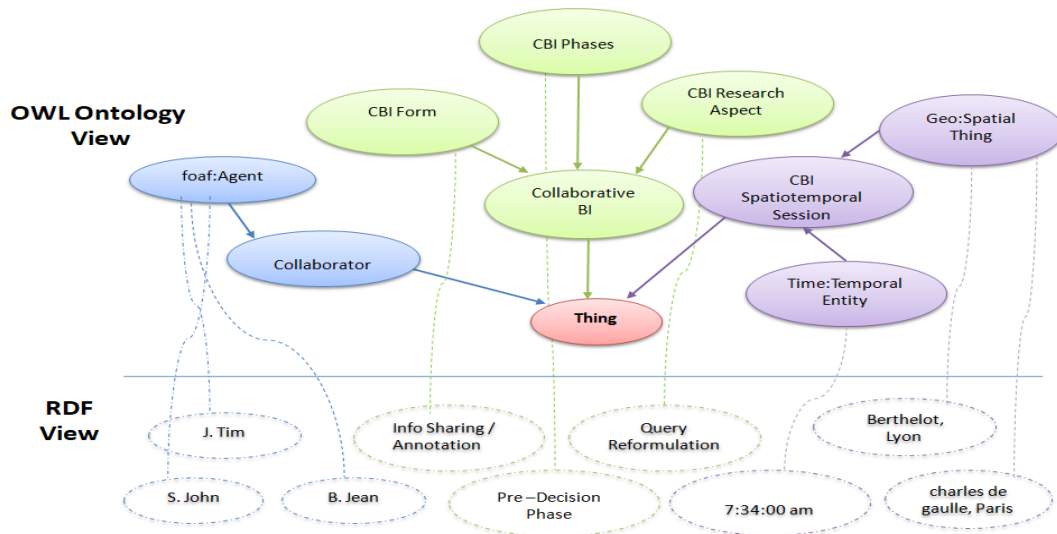 CBI Phases
CBI Form
CBI Research
Aspect
OWL Ontology
View
Geo:Spatial
Thing
foaf:Agent
Collaborative
BI
CBI
Spatiotemporal
Session
Collaborator
Time:Temporal
Entity
Thing
RDF
View
J. Tim
Info Sharing /
Annotation
Query
Reformulation
Berthelot,
Lyon
S. John
B. Jean
Pre –Decision
Phase
7:34:00 am
charles de
gaulle, Paris